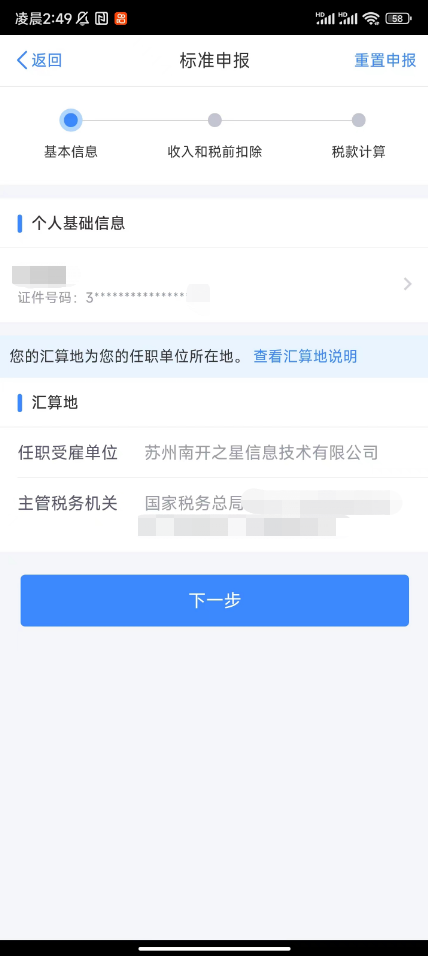 凌晨2:49
HD HD 58
返回 标准申报 重置申报
基本信息 收入和税前扣除 税款计算
个人基础信息
证件号码：3***************
您的汇算地为您的任职单位所在地。 查看汇算地说明
汇算地
任职受雇单位 苏州南开之星信息技术有限公司
主管税务机关 国家税务总局
下一步